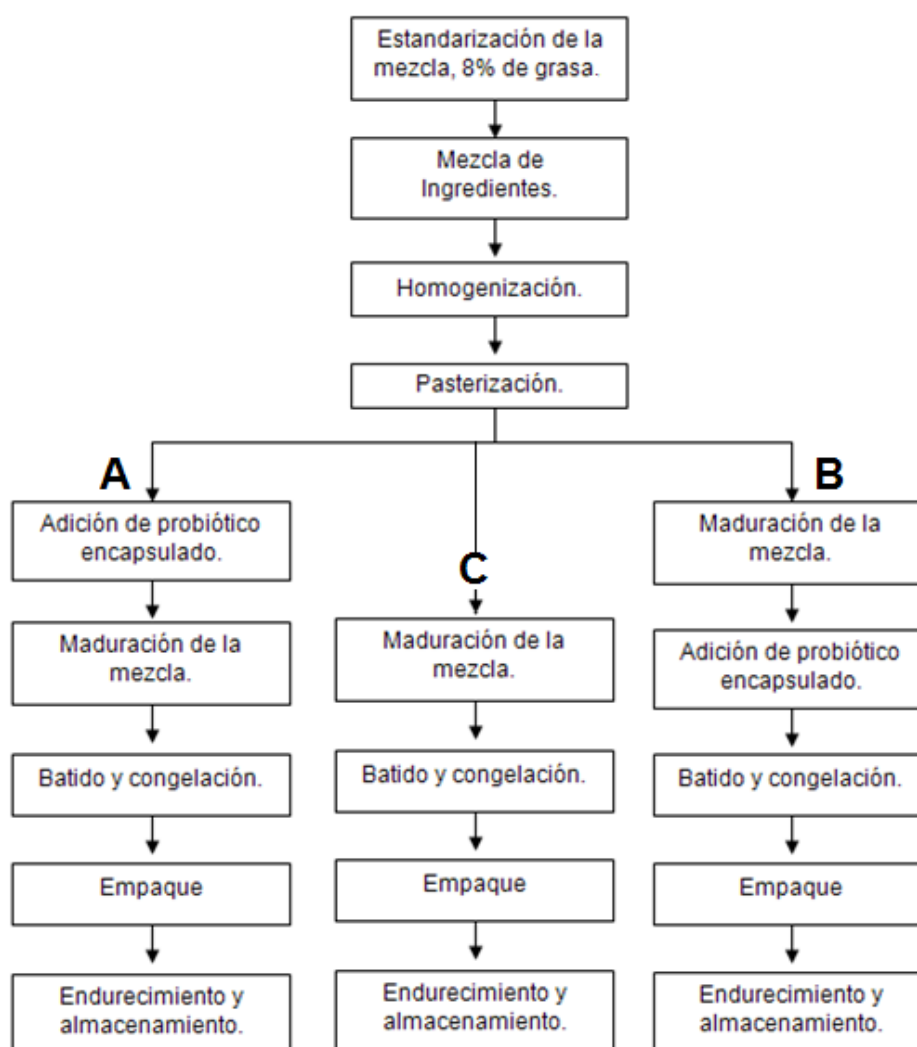 Estandarización de la
mezcla, 8% de grasa.
Mezcla de
Ingredientes.
Homogenización.
Pasterización.
A
Adición de probiótico
encapsulado.
Maduración de la
mezcla.
Batido y congelación.
Empaque
Endurecimiento y
almacenamiento.
C
Maduración de la
mezcla.
Batido y congelación.
Empaque
Endurecimiento y
almacenamiento.
B
Maduración de la
mezcla.
Adición de probiótico
encapsulado.
Batido y congelación.
Empaque
Endurecimiento y
almacenamiento.